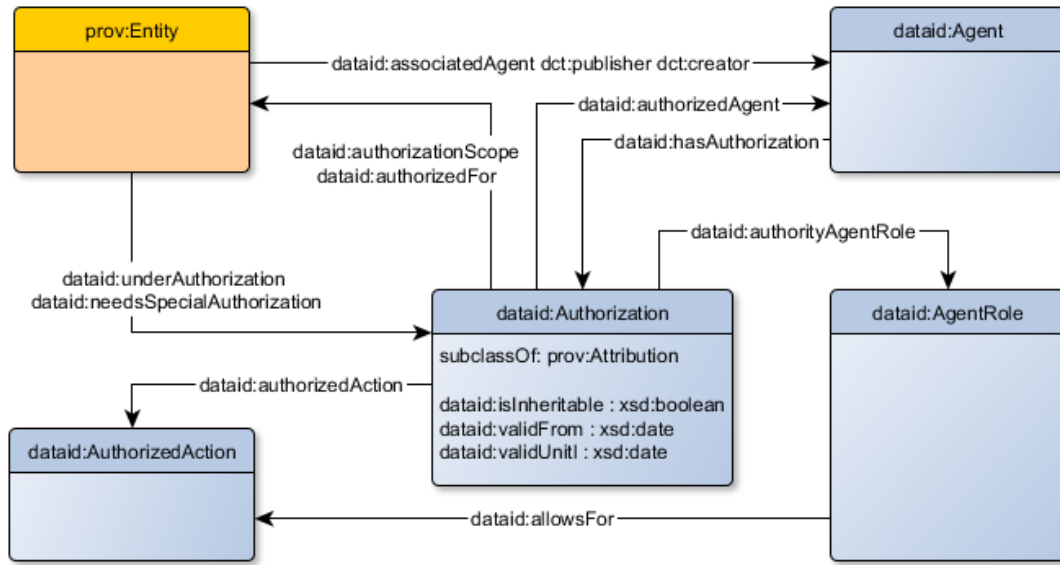 prov:Entity
dataid:Agent
dataid:associatedAgent dct:publisher dct:creator
dataid:authorizedAgent
dataid:hasAuthorization
dataid:authorizationScope
dataid:authorizedFor
dataid:authorityAgentRole
dataid:underAuthorization
dataid:needsSpecialAuthorization
dataid:Authorization
subclassOf: prov:Attribution
dataid:isInheritable : xsd:boolean
dataid:validFrom : xsd:date
dataid:validUnitl : xsd:date
dataid:AgentRole
dataid:authorizedAction
dataid:AuthorizedAction
dataid:allowsFor